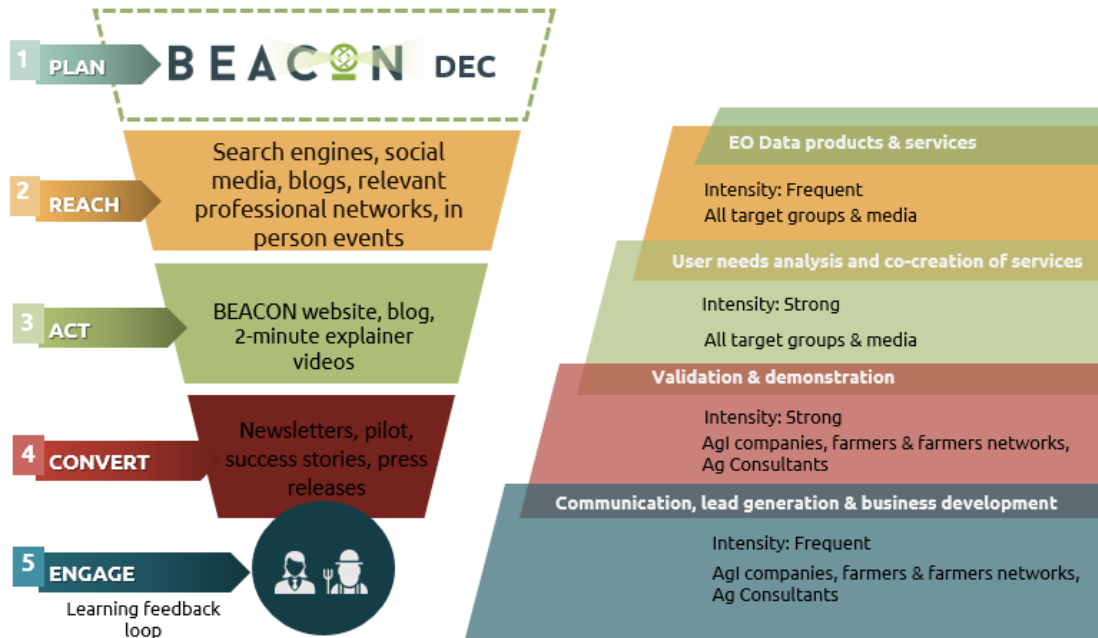 1 PLAN
BEACON DEC
2 REACH
Search engines, social
media, blogs, relevant
professional networks, in
person events
3 ACT
BEACON website, blog,
2-minute explainer
videos
4 CONVERT
Newsletters, pilot,
success stories, press
releases
5 ENGAGE
Learning feedback
loop
EO Data products & services
Intensity: Frequent
All target groups & media
User needs analysis and co-creation of services
Intensity: Strong
All target groups & media
Validation & demonstration
Intensity: Strong
AgI companies, farmers & farmers networks,
Ag Consultants
Communication, lead generation & business development
Intensity: Frequent
AgI companies, farmers & farmers networks,
Ag Consultants